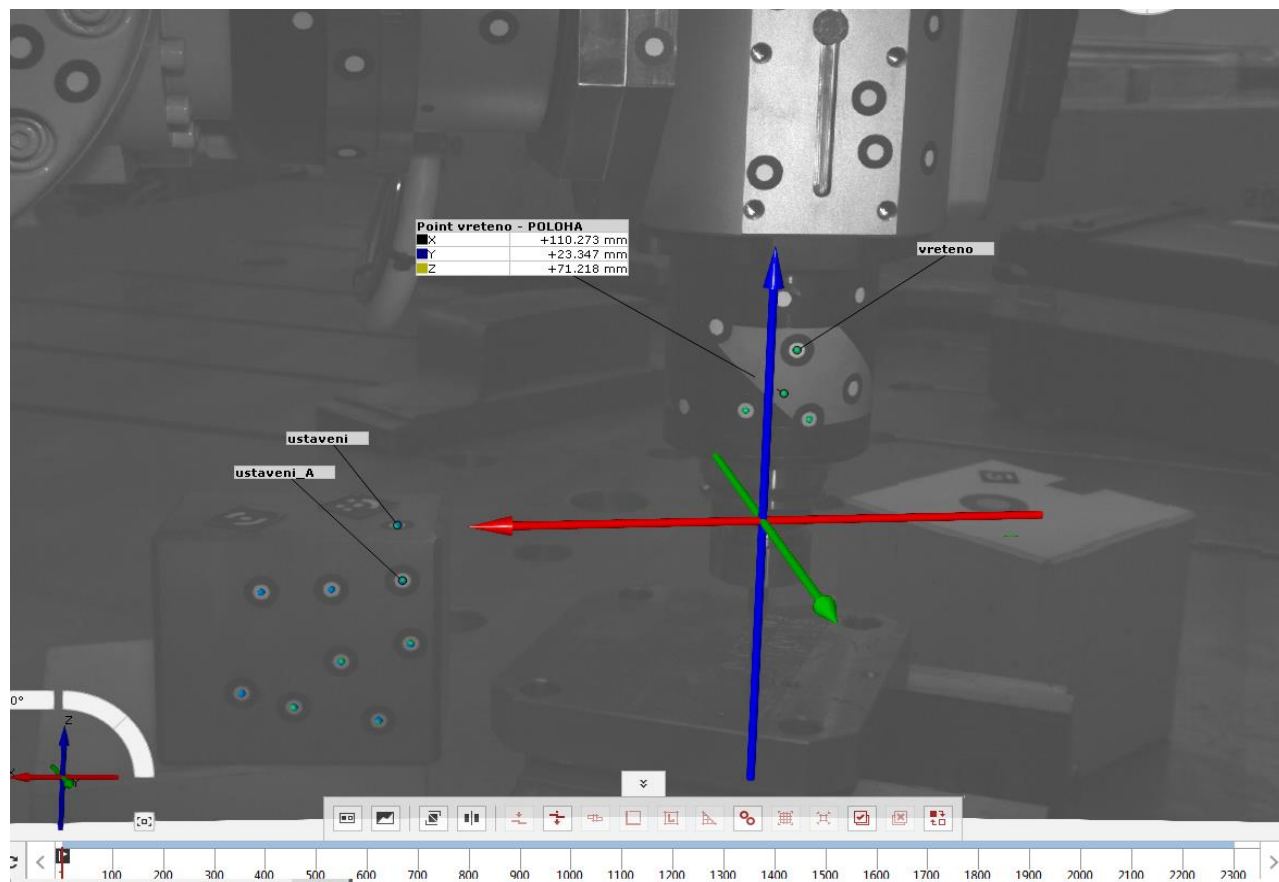 Point vreteno - POLOHA
X +110.273 mm
Y +23.347 mm
Z +71.218 mm
vreteno
ustaveni
ustaveni_A
0°
Z
X
Y
100 200 300 400 500 600 700 800 900 1000 1100 1200 1300 1400 1500 1600 1700 1800 1900 2000 2100 2200 2300